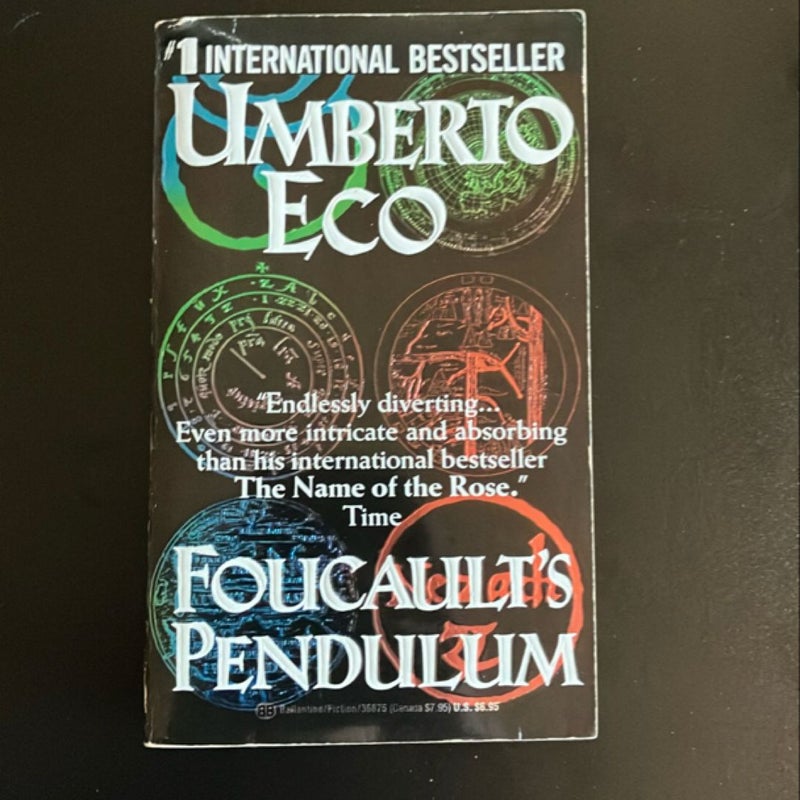 #1 INTERNATIONAL BESTSELLER
UMBERTO
ECO
"Endlessly diverting...
Even more intricate and absorbing
than his international bestseller
The Name of the Rose."
Time
FOUCAULT'S
PENDULUM
BB Ballantine/Fiction/35875 (Canada $7.95) U.S. $6.95